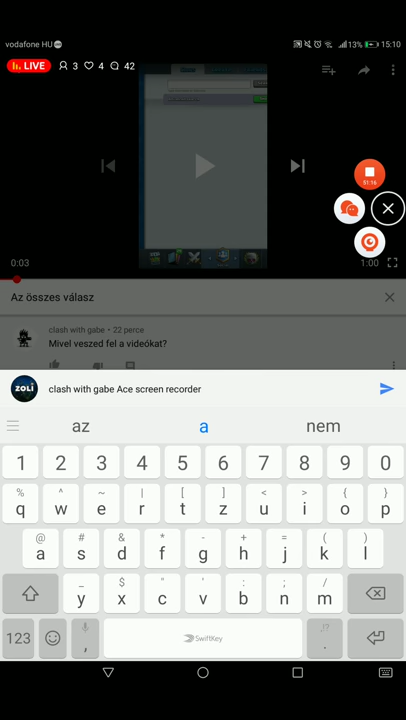 vodafone HU
13% 15:10
LIVE 3 4 42
51:16
0:03 1:00
Az összes válasz
clash with gabe • 22 perce
Mivel veszed fel a videókat?
ZOLI clash with gabe Ace screen recorder
az a nem
1 2 3 4 5 6 7 8 9 0
% ^ ~ | [ ] < > { }
q w e r t z u i o p
@ # & * - + = ( )
a s d f g h j k l
_ $ " ' : ; /
y x c v b n m
,!?
123 , SwiftKey .